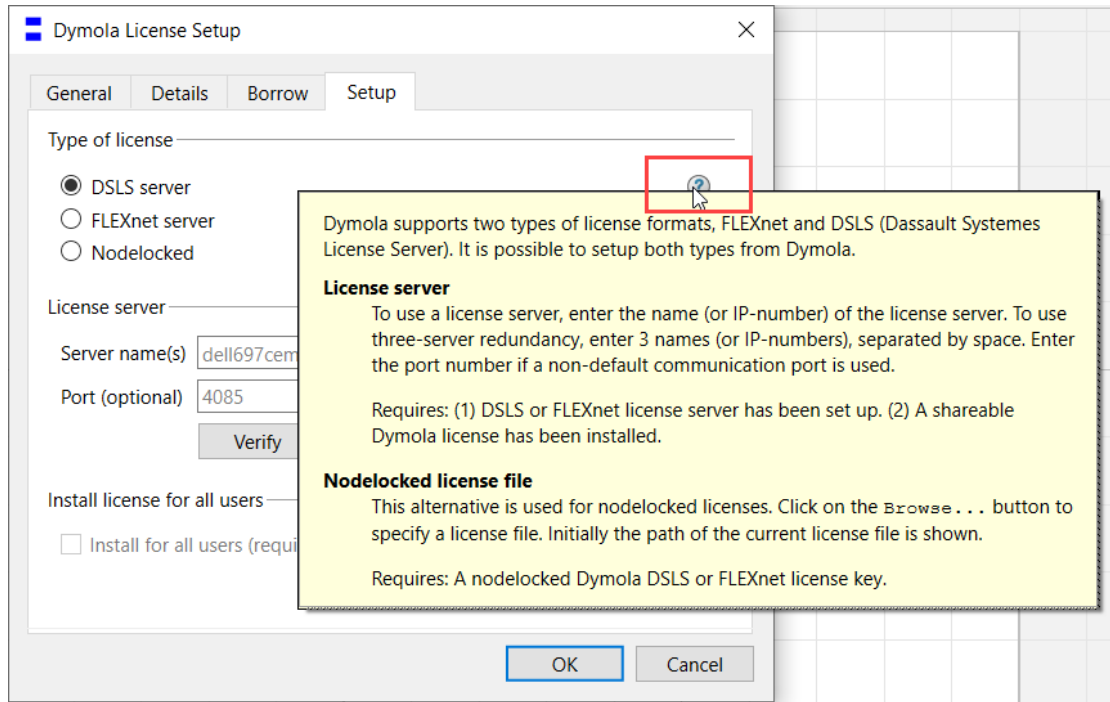 Dymola License Setup
General Details Borrow Setup
Type of license
DSLS server
FLEXnet server
Nodelocked
License server
Server name(s) dell697cem
Port (optional) 4085
Verify
Install license for all users
Install for all users (requi
?
Dymola supports two types of license formats, FLEXnet and DSLS (Dassault Systemes
License Server). It is possible to setup both types from Dymola.
License server
To use a license server, enter the name (or IP-number) of the license server. To use
three-server redundancy, enter 3 names (or IP-numbers), separated by space. Enter
the port number if a non-default communication port is used.
Requires: (1) DSLS or FLEXnet license server has been set up. (2) A shareable
Dymola license has been installed.
Nodelocked license file
This alternative is used for nodelocked licenses. Click on the Browse... button to
specify a license file. Initially the path of the current license file is shown.
Requires: A nodelocked Dymola DSLS or FLEXnet license key.
OK Cancel